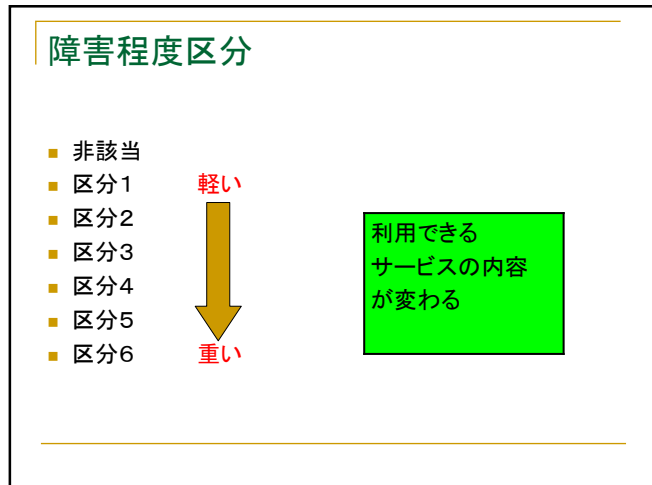 障害程度区分
非該当
区分1 軽い
区分2
区分3
区分4
区分5
区分6 重い
利用できる
サービスの内容
が変わる